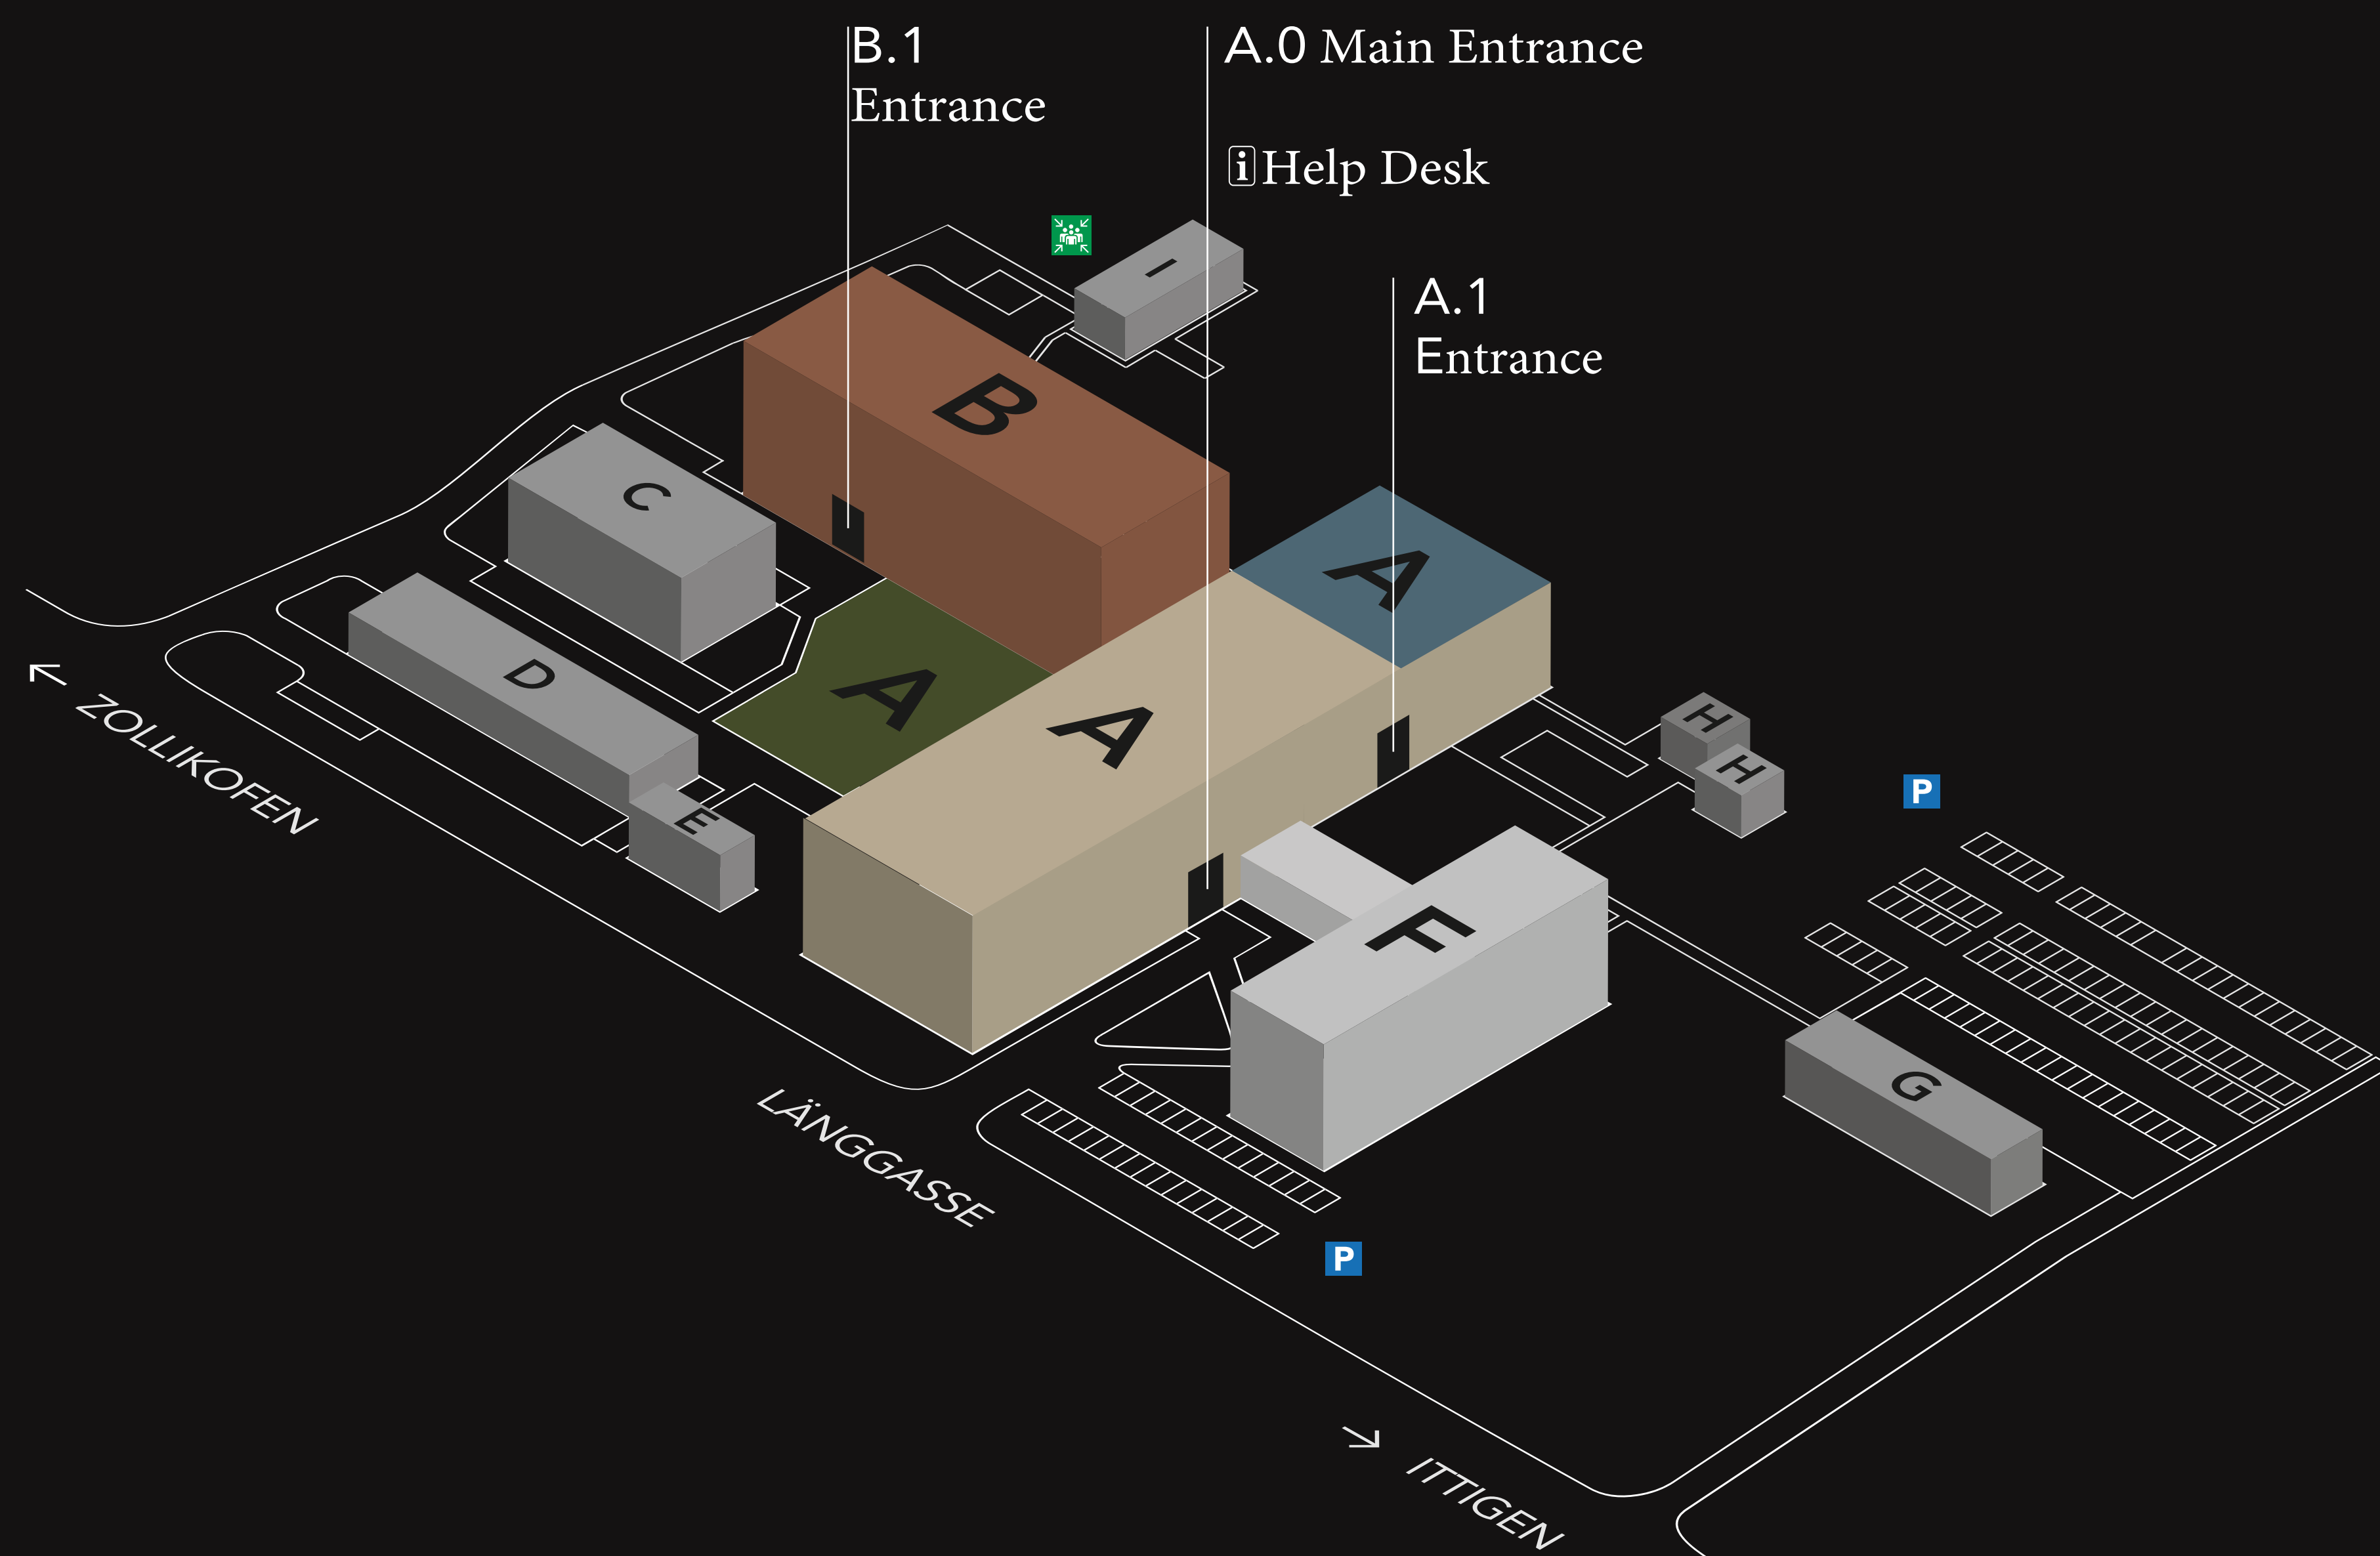 B.1
Entrance
A.0 Main Entrance
i Help Desk
A.1
Entrance
I
B
C
A
D
A
A
E
H
H
P
F
G
P
← ZOLLIKOFEN
LÄNGGASSE
→ ITTIGEN